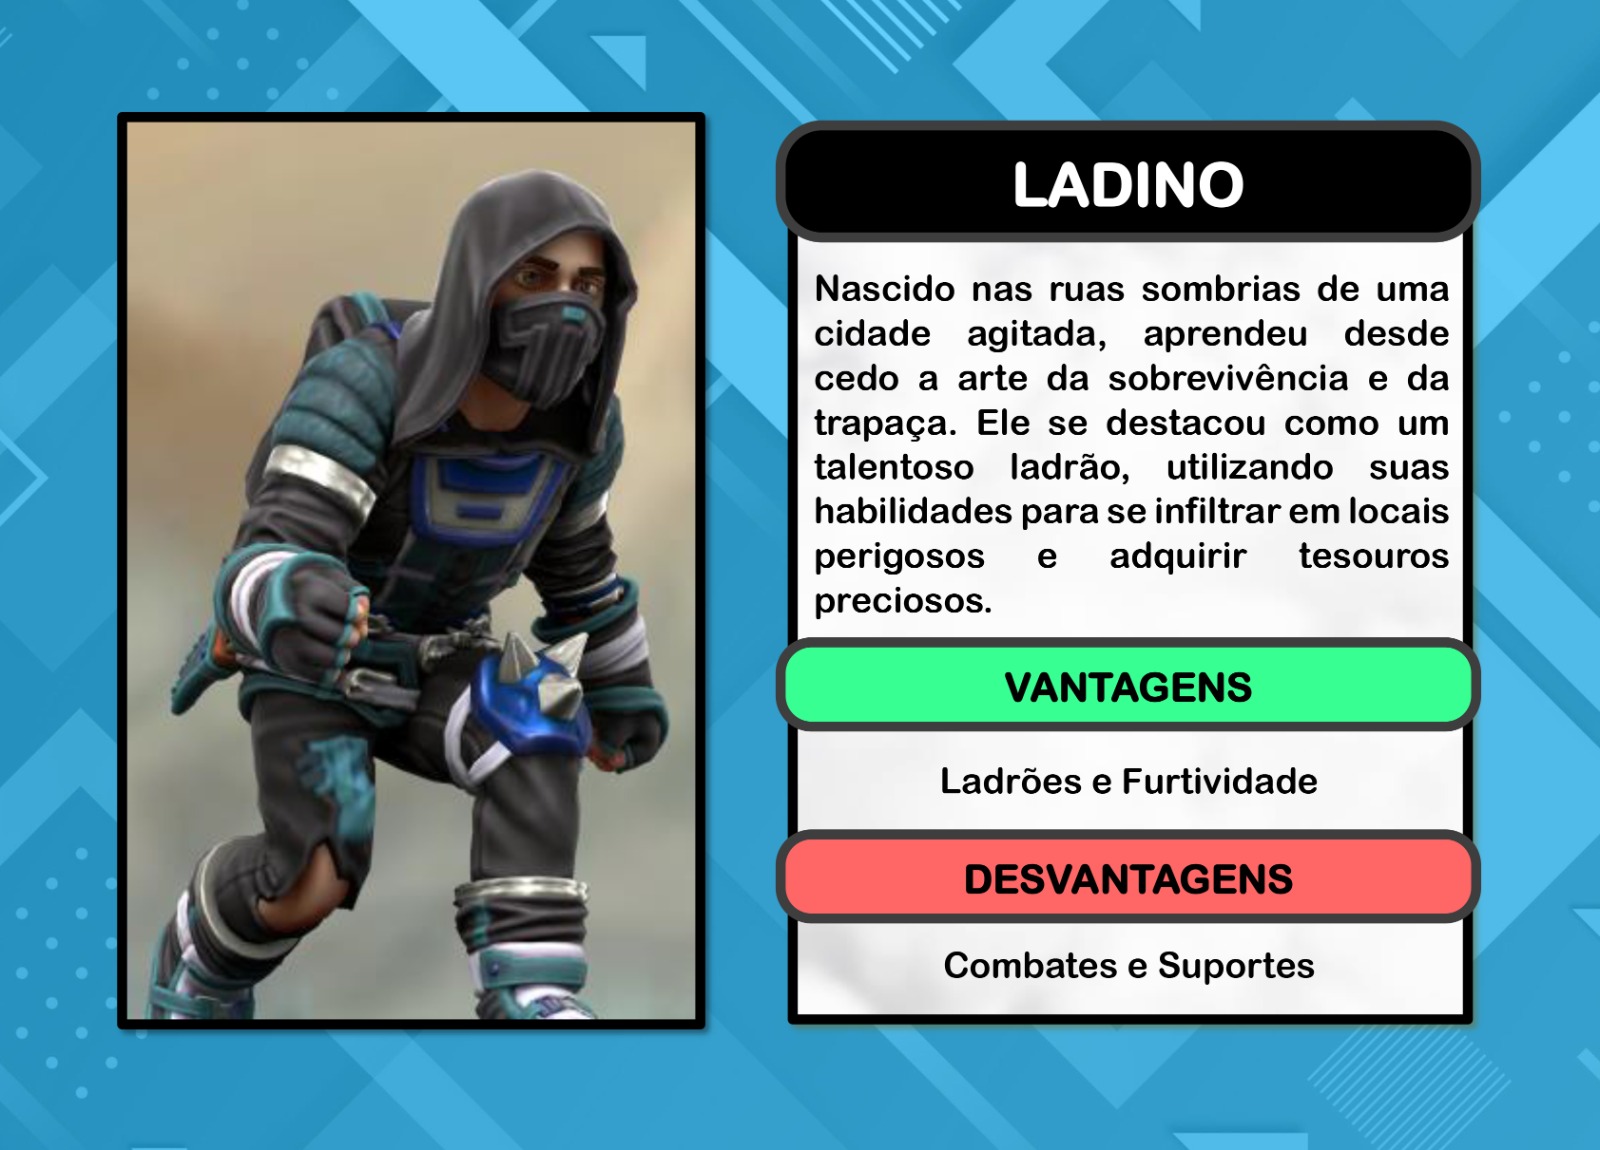 LADINO
Nascido nas ruas sombrias de uma
cidade agitada, aprendeu desde
cedo a arte da sobrevivência e da
trapaça. Ele se destacou como um
talentoso ladrão, utilizando suas
habilidades para se infiltrar em locais
perigosos e adquirir tesouros
preciosos.
VANTAGENS
Ladrões e Furtividade
DESVANTAGENS
Combates e Suportes